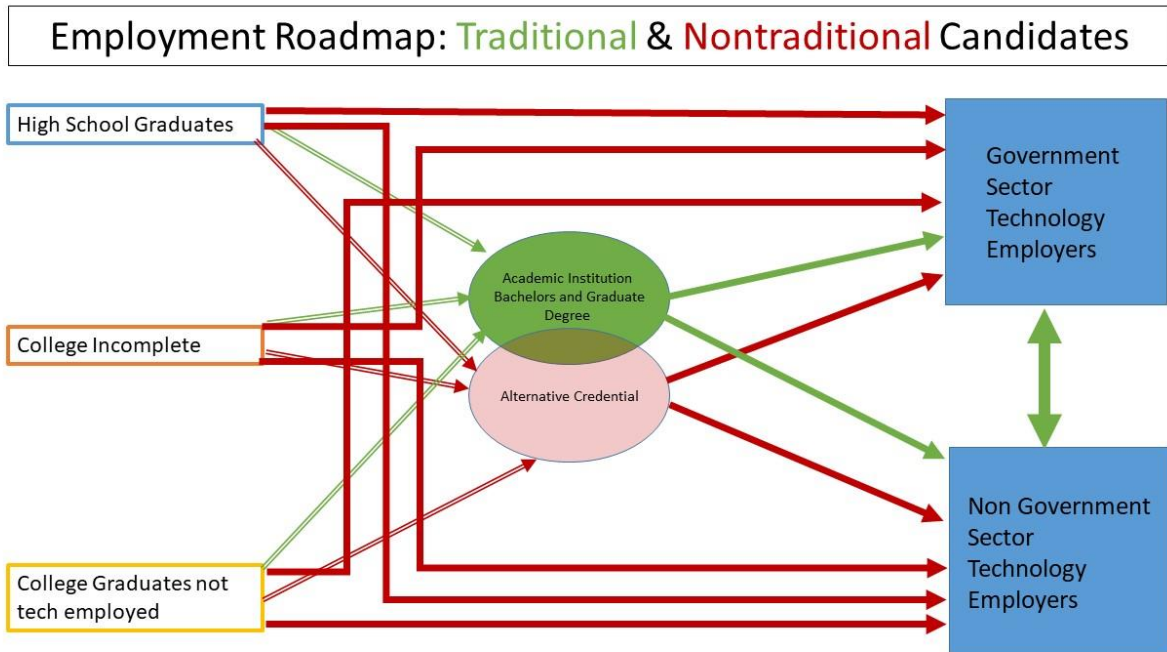 Employment Roadmap: Traditional & Nontraditional Candidates
High School Graduates
College Incomplete
College Graduates not
tech employed
Academic Institution
Bachelors and Graduate
Degree
Alternative Credential
Government
Sector
Technology
Employers
Non Government
Sector
Technology
Employers